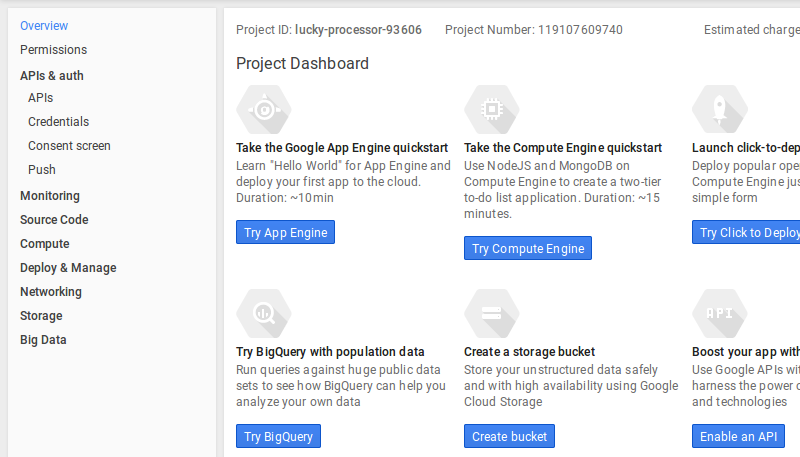 Overview
Permissions
APIs & auth
APIs
Credentials
Consent screen
Push
Monitoring
Source Code
Compute
Deploy & Manage
Networking
Storage
Big Data
Project ID: lucky-processor-93606 Project Number: 119107609740 Estimated charge
Project Dashboard
Take the Google App Engine quickstart
Learn "Hello World" for App Engine and
deploy your first app to the cloud.
Duration: ~10min
Try App Engine
Take the Compute Engine quickstart
Use NodeJS and MongoDB on
Compute Engine to create a two-tier
to-do list application. Duration: ~15
minutes.
Try Compute Engine
Launch click-to-dep
Deploy popular ope
Compute Engine jus
simple form
Try Click to Deploy
Try BigQuery with population data
Run queries against huge public data
sets to see how BigQuery can help you
analyze your own data
Try BigQuery
Create a storage bucket
Store your unstructured data safely
and with high availability using Google
Cloud Storage
Create bucket
API
Boost your app with
Use Google APIs wit
harness the power o
and technologies
Enable an API